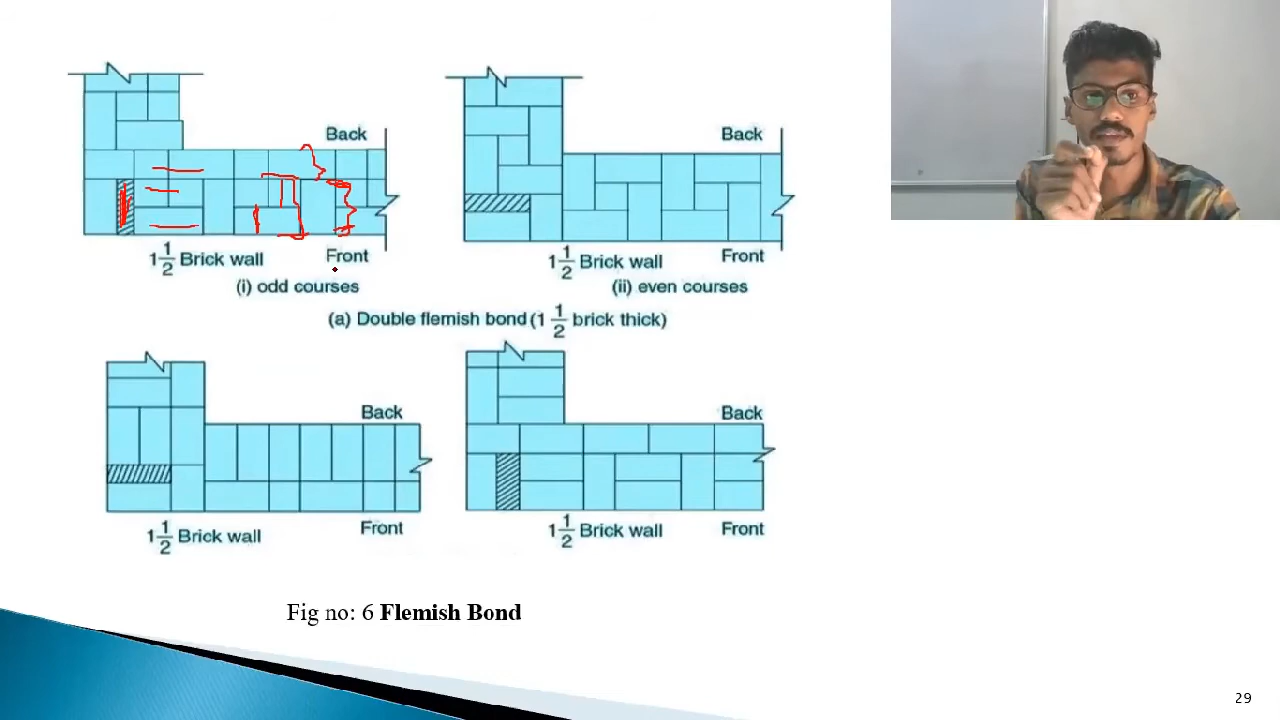 Back
Back
1 1/2 Brick wall
Front
1 1/2 Brick wall
Front
(i) odd courses
(ii) even courses
(a) Double flemish bond (1 1/2 brick thick)
Back
Back
1 1/2 Brick wall
Front
1 1/2 Brick wall
Front
Fig no: 6 Flemish Bond
29